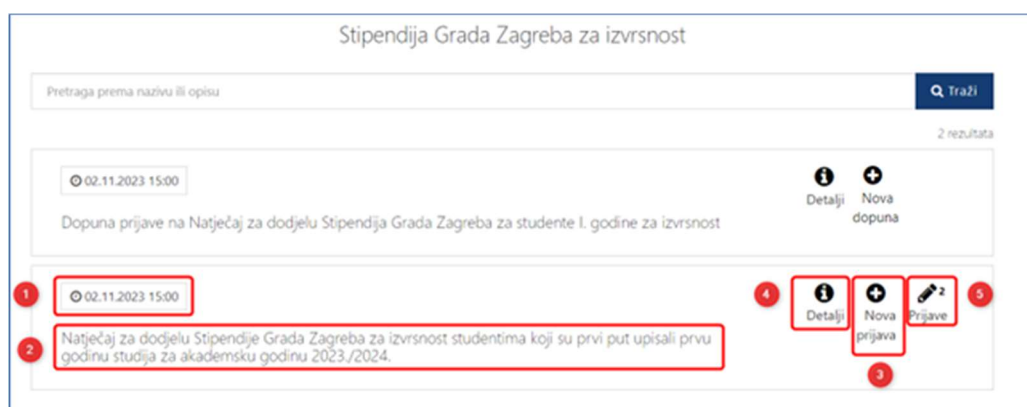 Stipendija Grada Zagreba za izvrsnost
Pretraga prema nazivu ili opisu
Traži
2 rezultata
02.11.2023 15:00
Detalji
Nova
dopuna
Dopuna prijave na Natječaj za dodjelu Stipendija Grada Zagreba za studente I. godine za izvrsnost
1
02.11.2023 15:00
4
Detalji
Nova
prijava
2
Prijave
5
2
Natječaj za dodjelu Stipendije Grada Zagreba za izvrsnost studentima koji su prvi put upisali prvu
godinu studija za akademsku godinu 2023./2024.
3